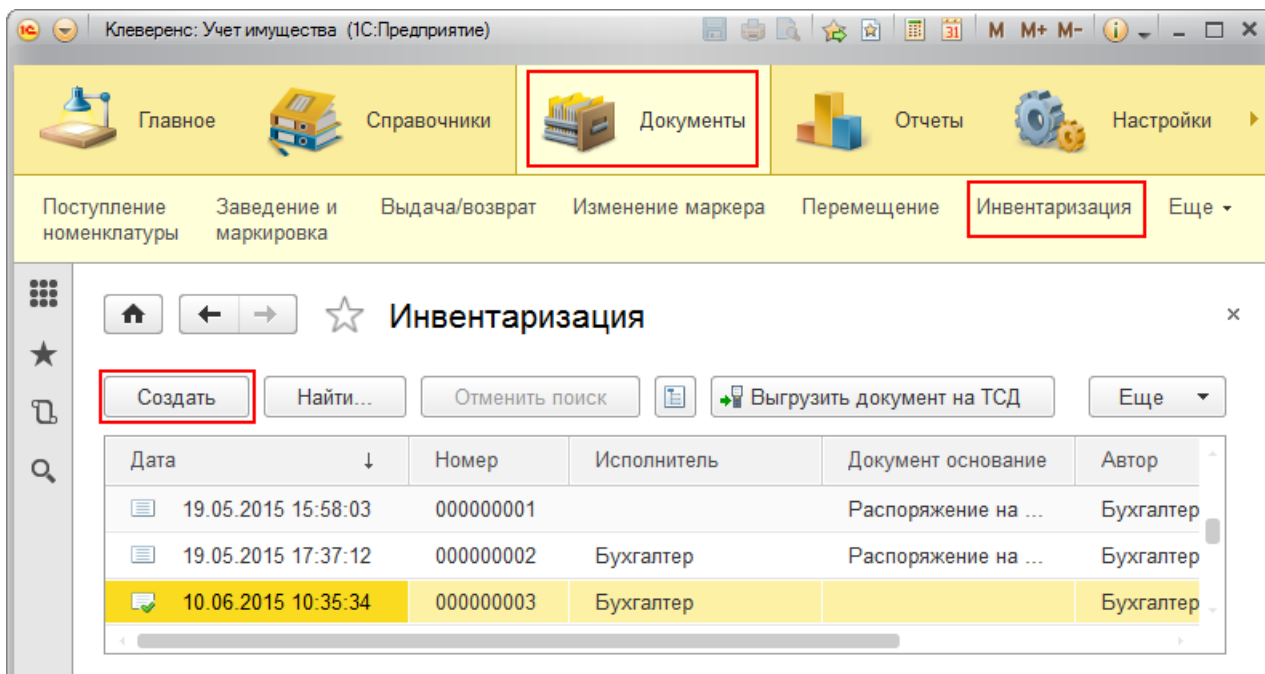 1С Клеверенс: Учет имущества (1С:Предприятие) 31 M M+ M- i
Главное Справочники Документы Отчеты Настройки
Поступление номенклатуры Заведение и маркировка Выдача/возврат Изменение маркера Перемещение Инвентаризация Еще
Инвентаризация
Создать Найти... Отменить поиск Выгрузить документ на ТСД Еще
Дата ↓ Номер Исполнитель Документ основание Автор
19.05.2015 15:58:03 000000001 Распоряжение на ... Бухгалтер
19.05.2015 17:37:12 000000002 Бухгалтер Распоряжение на ... Бухгалтер
10.06.2015 10:35:34 000000003 Бухгалтер Бухгалтер